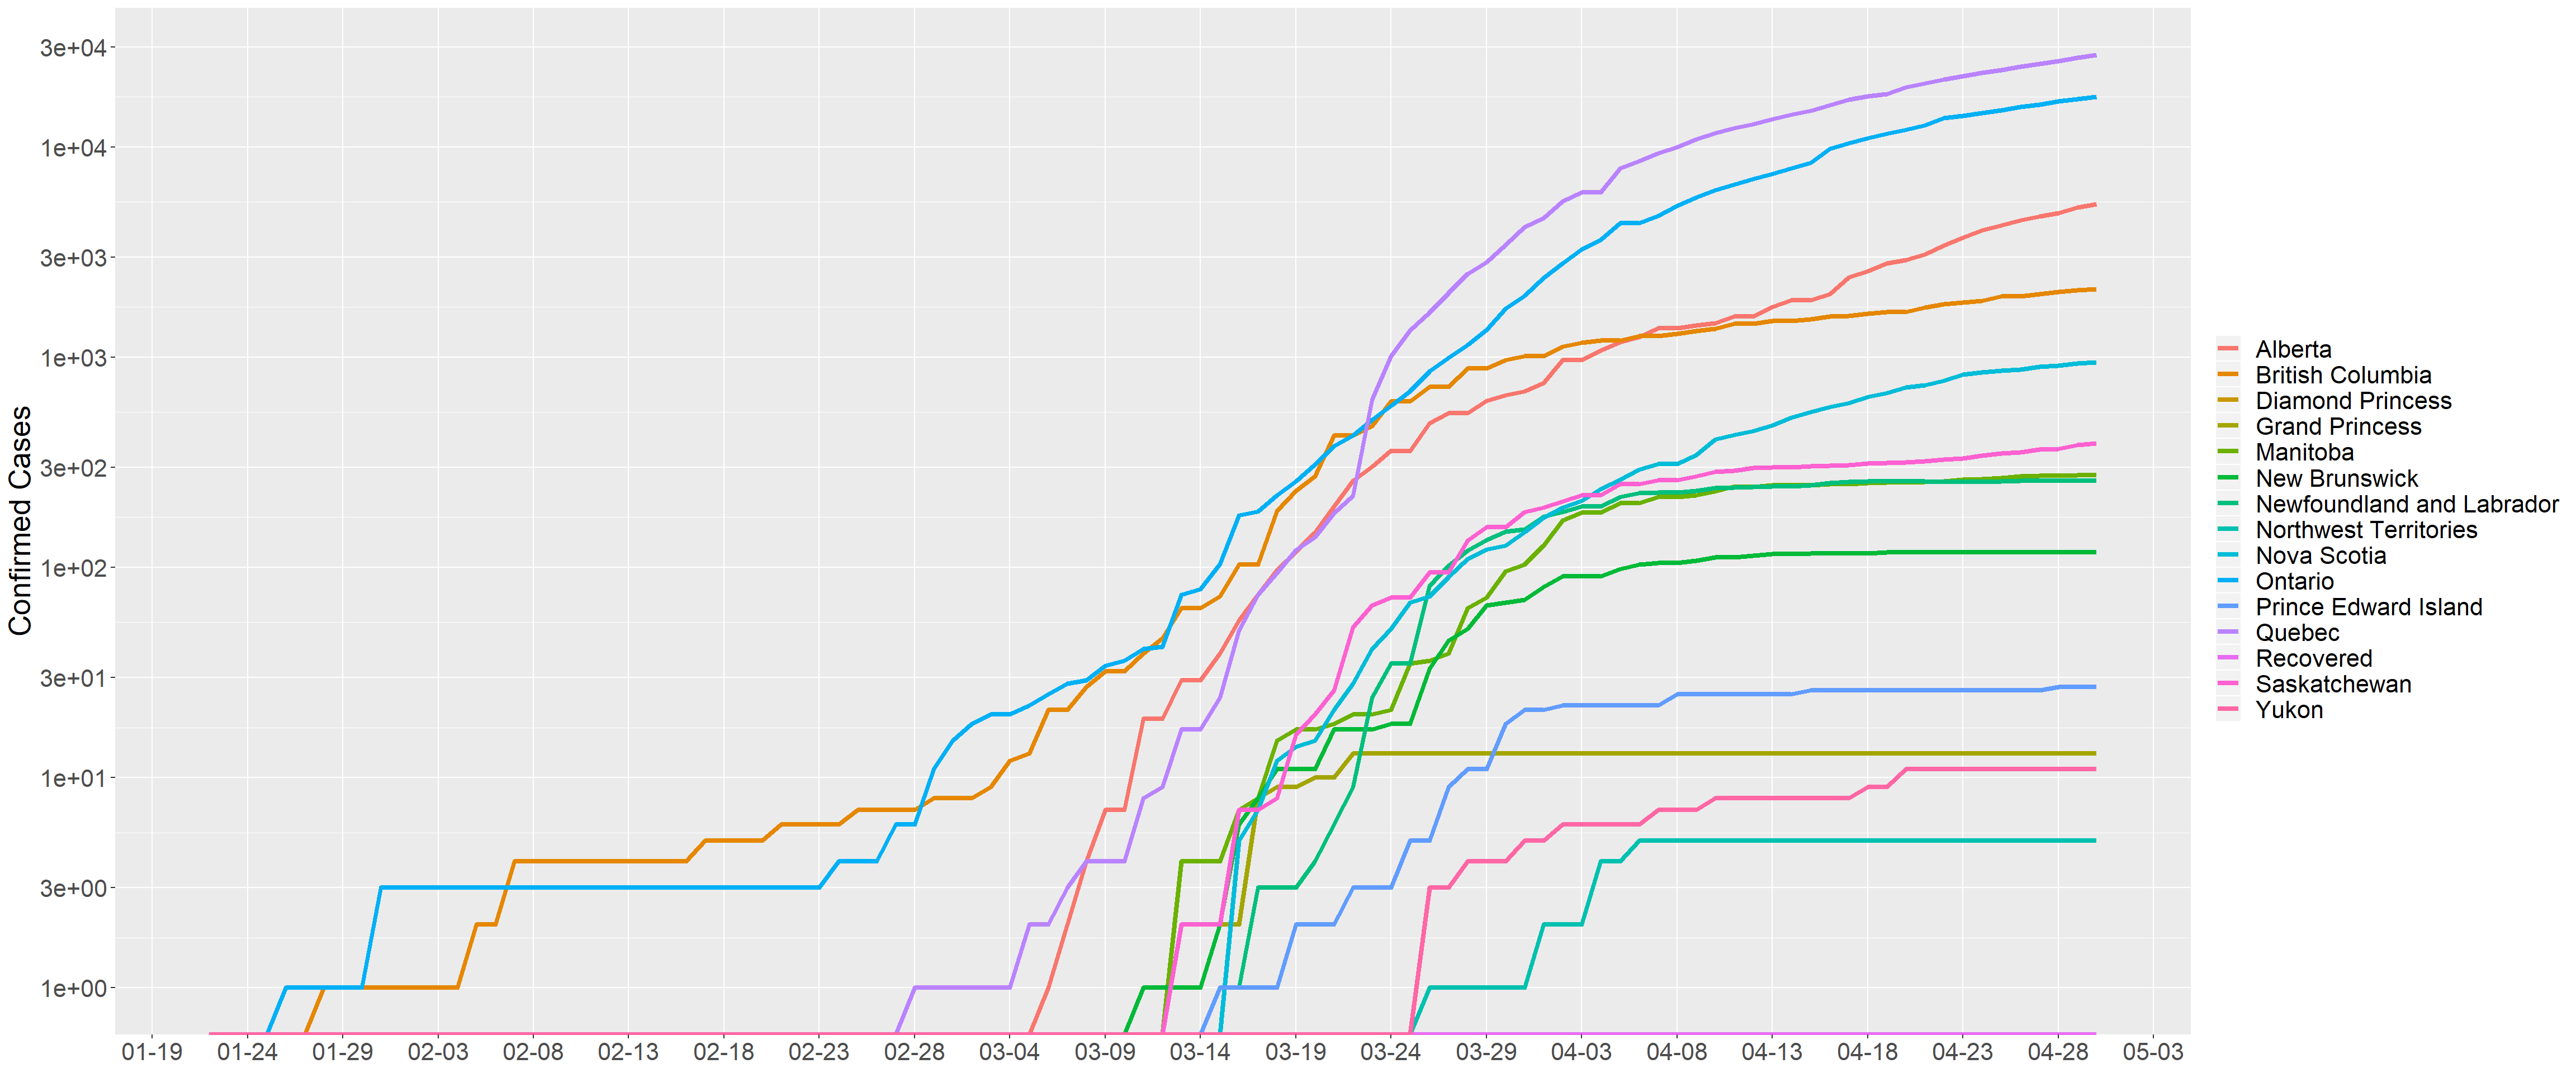 Confirmed Cases
3e+04
1e+04
3e+03
1e+03
3e+02
1e+02
3e+01
1e+01
3e+00
1e+00
01-19 01-24 01-29 02-03 02-08 02-13 02-18 02-23 02-28 03-04 03-09 03-14 03-19 03-24 03-29 04-03 04-08 04-13 04-18 04-23 04-28 05-03
Alberta
British Columbia
Diamond Princess
Grand Princess
Manitoba
New Brunswick
Newfoundland and Labrador
Northwest Territories
Nova Scotia
Ontario
Prince Edward Island
Quebec
Recovered
Saskatchewan
Yukon